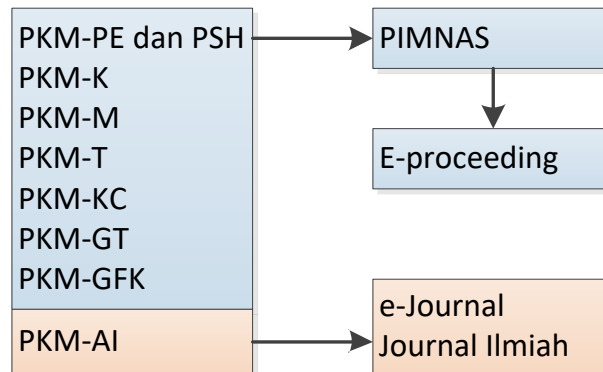 PKM-PE dan PSH
PKM-K
PKM-M
PKM-T
PKM-KC
PKM-GT
PKM-GFK
PKM-AI
PIMNAS
E-proceeding
e-Journal
Journal Ilmiah